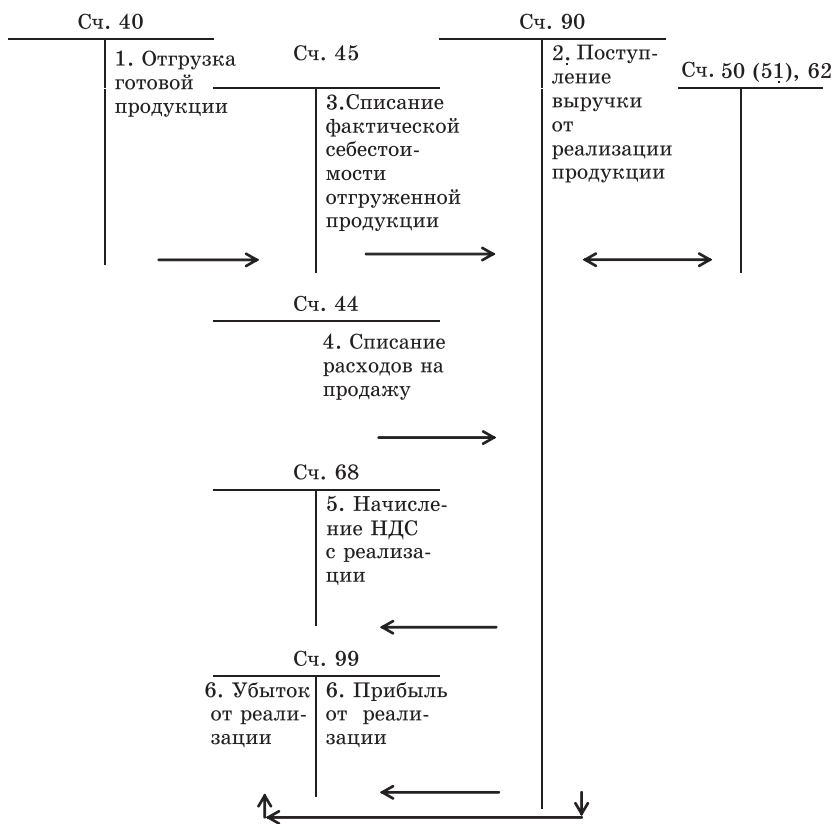 Сч. 40
1. Отгрузка
готовой
продукции
Сч. 45
3.Списание
фактической
себестои-
мости
отгруженной
продукции
Сч. 90
2. Поступ-
ление
выручки
от
реализации
продукции
Сч. 50 (51), 62
Сч. 44
4. Списание
расходов на
продажу
Сч. 68
5. Начисле-
ние НДС
с реализа-
ции
Сч. 99
6. Убыток
от реали-
зации
6. Прибыль
от реали-
зации